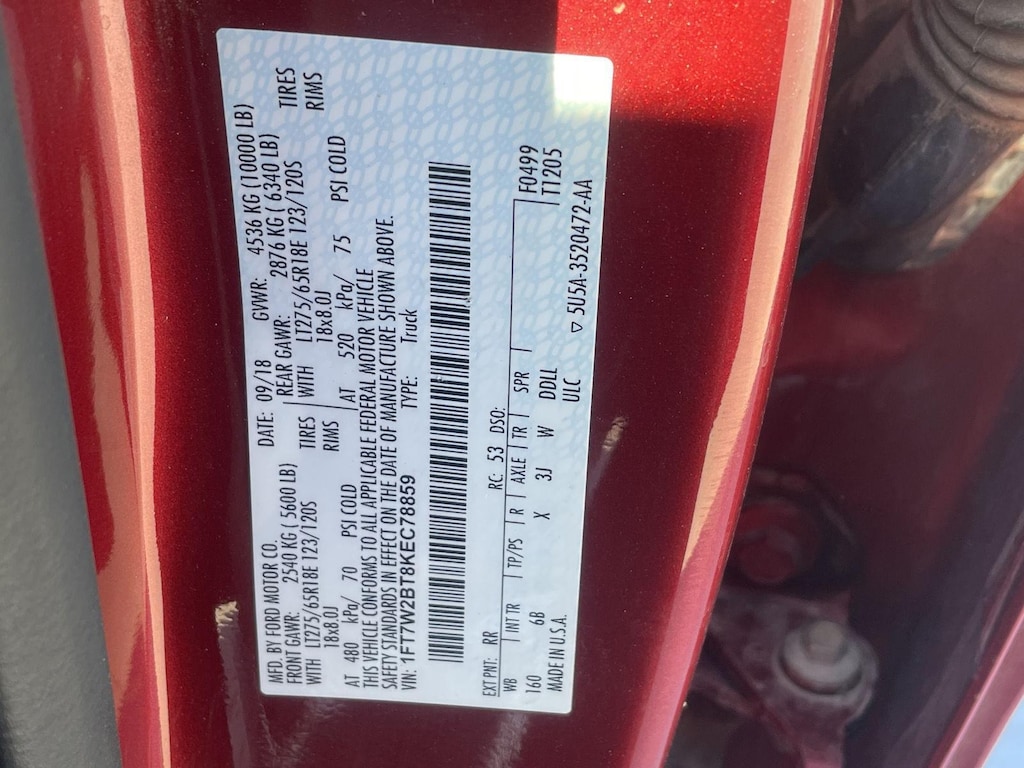 MFD. BY FORD MOTOR CO. DATE: 09/18 GVWR: 4536 KG (10000 LB)
FRONT GAWR: 2540 KG ( 5600 LB) REAR GAWR: 2876 KG ( 6340 LB)
WITH LT275/65R18E 123/120S TIRES WITH LT275/65R18E 123/120S TIRES
18x8.0J RIMS 18x8.0J RIMS
AT 480 kPa/ 70 PSI COLD AT 520 kPa/ 75 PSI COLD
THIS VEHICLE CONFORMS TO ALL APPLICABLE FEDERAL MOTOR VEHICLE
SAFETY STANDARDS IN EFFECT ON THE DATE OF MANUFACTURE SHOWN ABOVE.
VIN: 1FT7W2BT8KEC78859 TYPE: Truck
EXT PNT: RR RC: 53 DSO:
WB INT TR TP/PS R AXLE TR SPR F0499
160 6B X 3J W DDLL T1205
MADE IN U.S.A. ULC ▽ 5U5A-3520472-AA